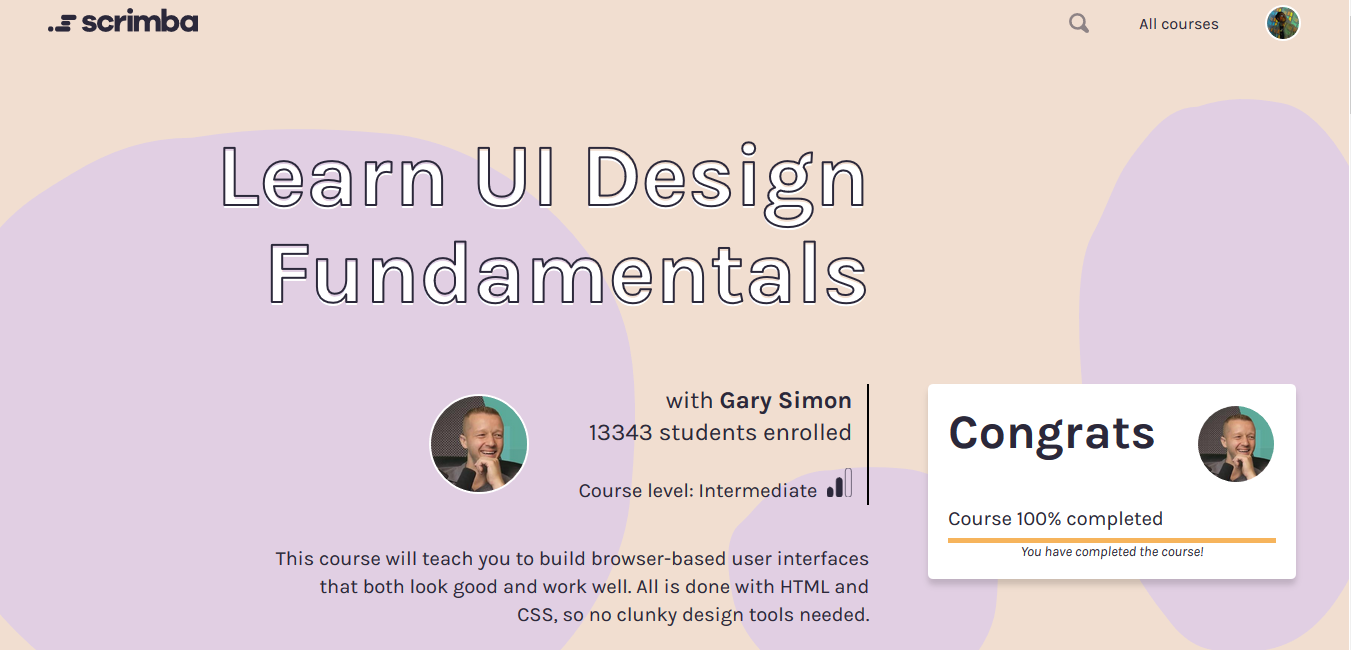 scrimba
All courses
Learn UI Design
Fundamentals
with Gary Simon
13343 students enrolled
Course level: Intermediate
This course will teach you to build browser-based user interfaces
that both look good and work well. All is done with HTML and
CSS, so no clunky design tools needed.
Congrats
Course 100% completed
You have completed the course!